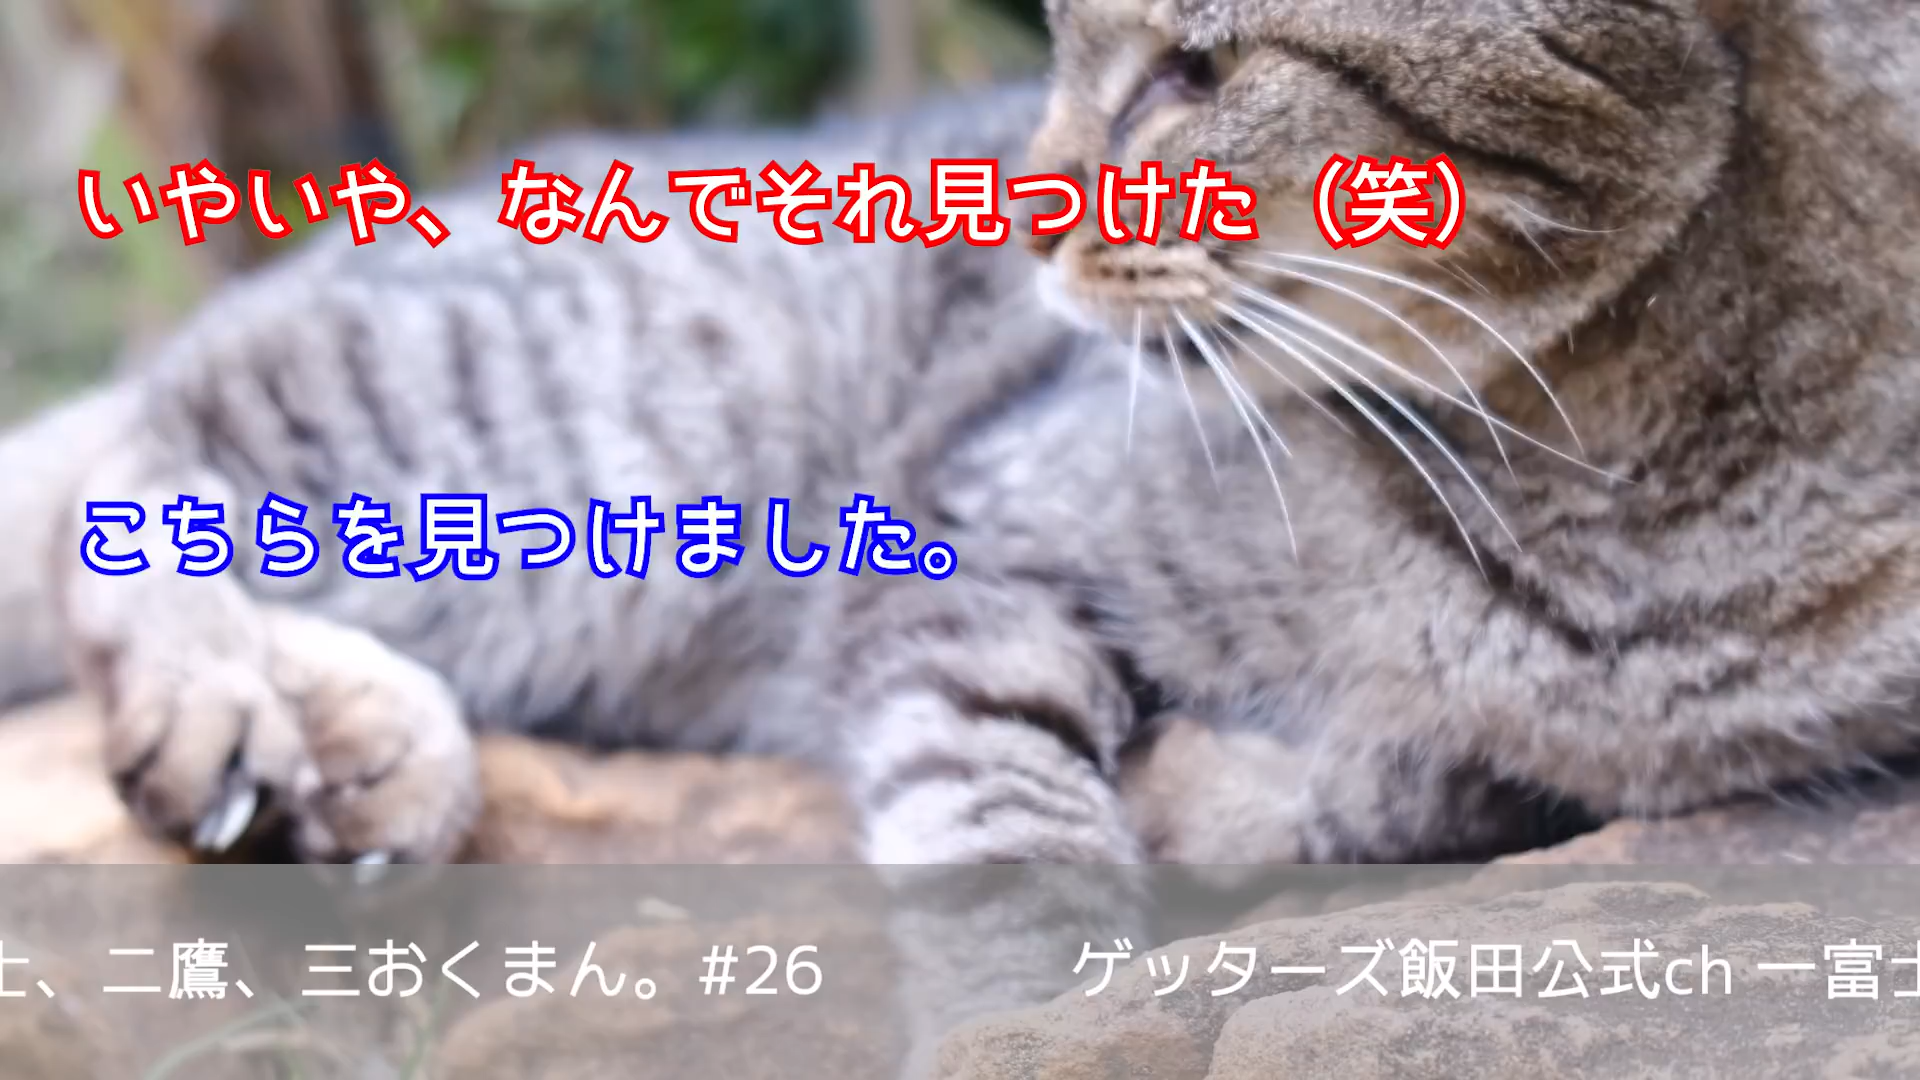 いやいや、なんでそれ見つけた（笑）
こちらを見つけました。
士、二鷹、三おくまん。#26 ゲッターズ飯田公式ch 一富士